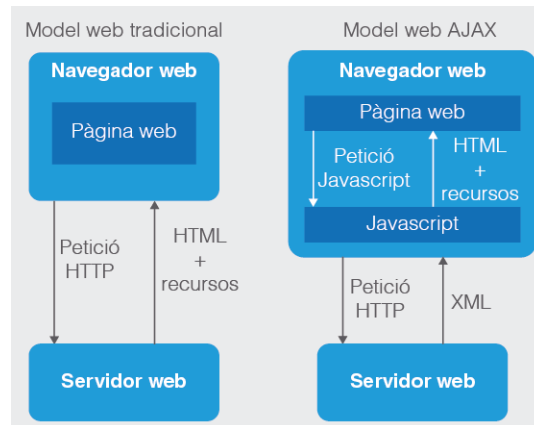 Model web tradicional
Navegador web
Pàgina web
Petició
HTTP
HTML
+
recursos
Servidor web
Model web AJAX
Navegador web
Pàgina web
Petició
Javascript
HTML
+
recursos
Javascript
Petició
HTTP
XML
Servidor web